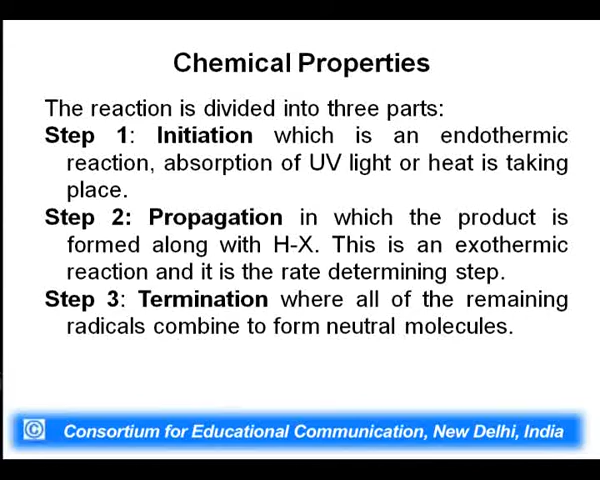 Chemical Properties
The reaction is divided into three parts:
Step 1: Initiation which is an endothermic
reaction, absorption of UV light or heat is taking
place.
Step 2: Propagation in which the product is
formed along with H-X. This is an exothermic
reaction and it is the rate determining step.
Step 3: Termination where all of the remaining
radicals combine to form neutral molecules.
© Consortium for Educational Communication, New Delhi, India